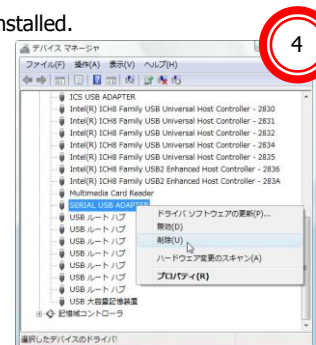 nstalled.
4
デバイス マネージャ
ファイル(F) 操作(A) 表示(V) ヘルプ(H)
ICS USB ADAPTER
Intel(R) ICH8 Family USB Universal Host Controller - 2830
Intel(R) ICH8 Family USB Universal Host Controller - 2831
Intel(R) ICH8 Family USB Universal Host Controller - 2832
Intel(R) ICH8 Family USB Universal Host Controller - 2834
Intel(R) ICH8 Family USB Universal Host Controller - 2835
Intel(R) ICH8 Family USB2 Enhanced Host Controller - 2836
Intel(R) ICH8 Family USB2 Enhanced Host Controller - 283A
Multimedia Card Reader
SERIAL USB ADAPTER
USB ルート ハブ
USB ルート ハブ
USB ルート ハブ
USB ルート ハブ
USB ルート ハブ
USB ルート ハブ
USB ルート ハブ
USB 大容量記憶装置
記憶域コントローラ
ドライバ ソフトウェアの更新(P)...
無効(D)
削除(U)
ハードウェア変更のスキャン(A)
プロパティ(R)
選択したデバイスのドライバ